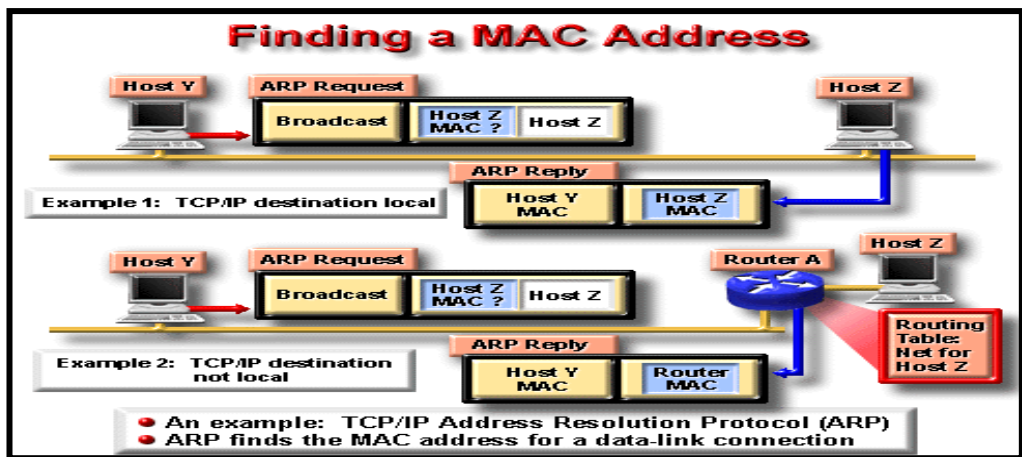 Finding a MAC Address
Host Y
ARP Request
Host Z
Broadcast
Host Z
MAC ?
Host Z
ARP Reply
Example 1: TCP/IP destination local
Host Y
MAC
Host Z
MAC
Host Y
ARP Request
Router A
Host Z
Broadcast
Host Z
MAC ?
Host Z
Routing
Table:
Net for
Host Z
ARP Reply
Example 2: TCP/IP destination
not local
Host Y
MAC
Router
MAC
An example: TCP/IP Address Resolution Protocol (ARP)
ARP finds the MAC address for a data-link connection